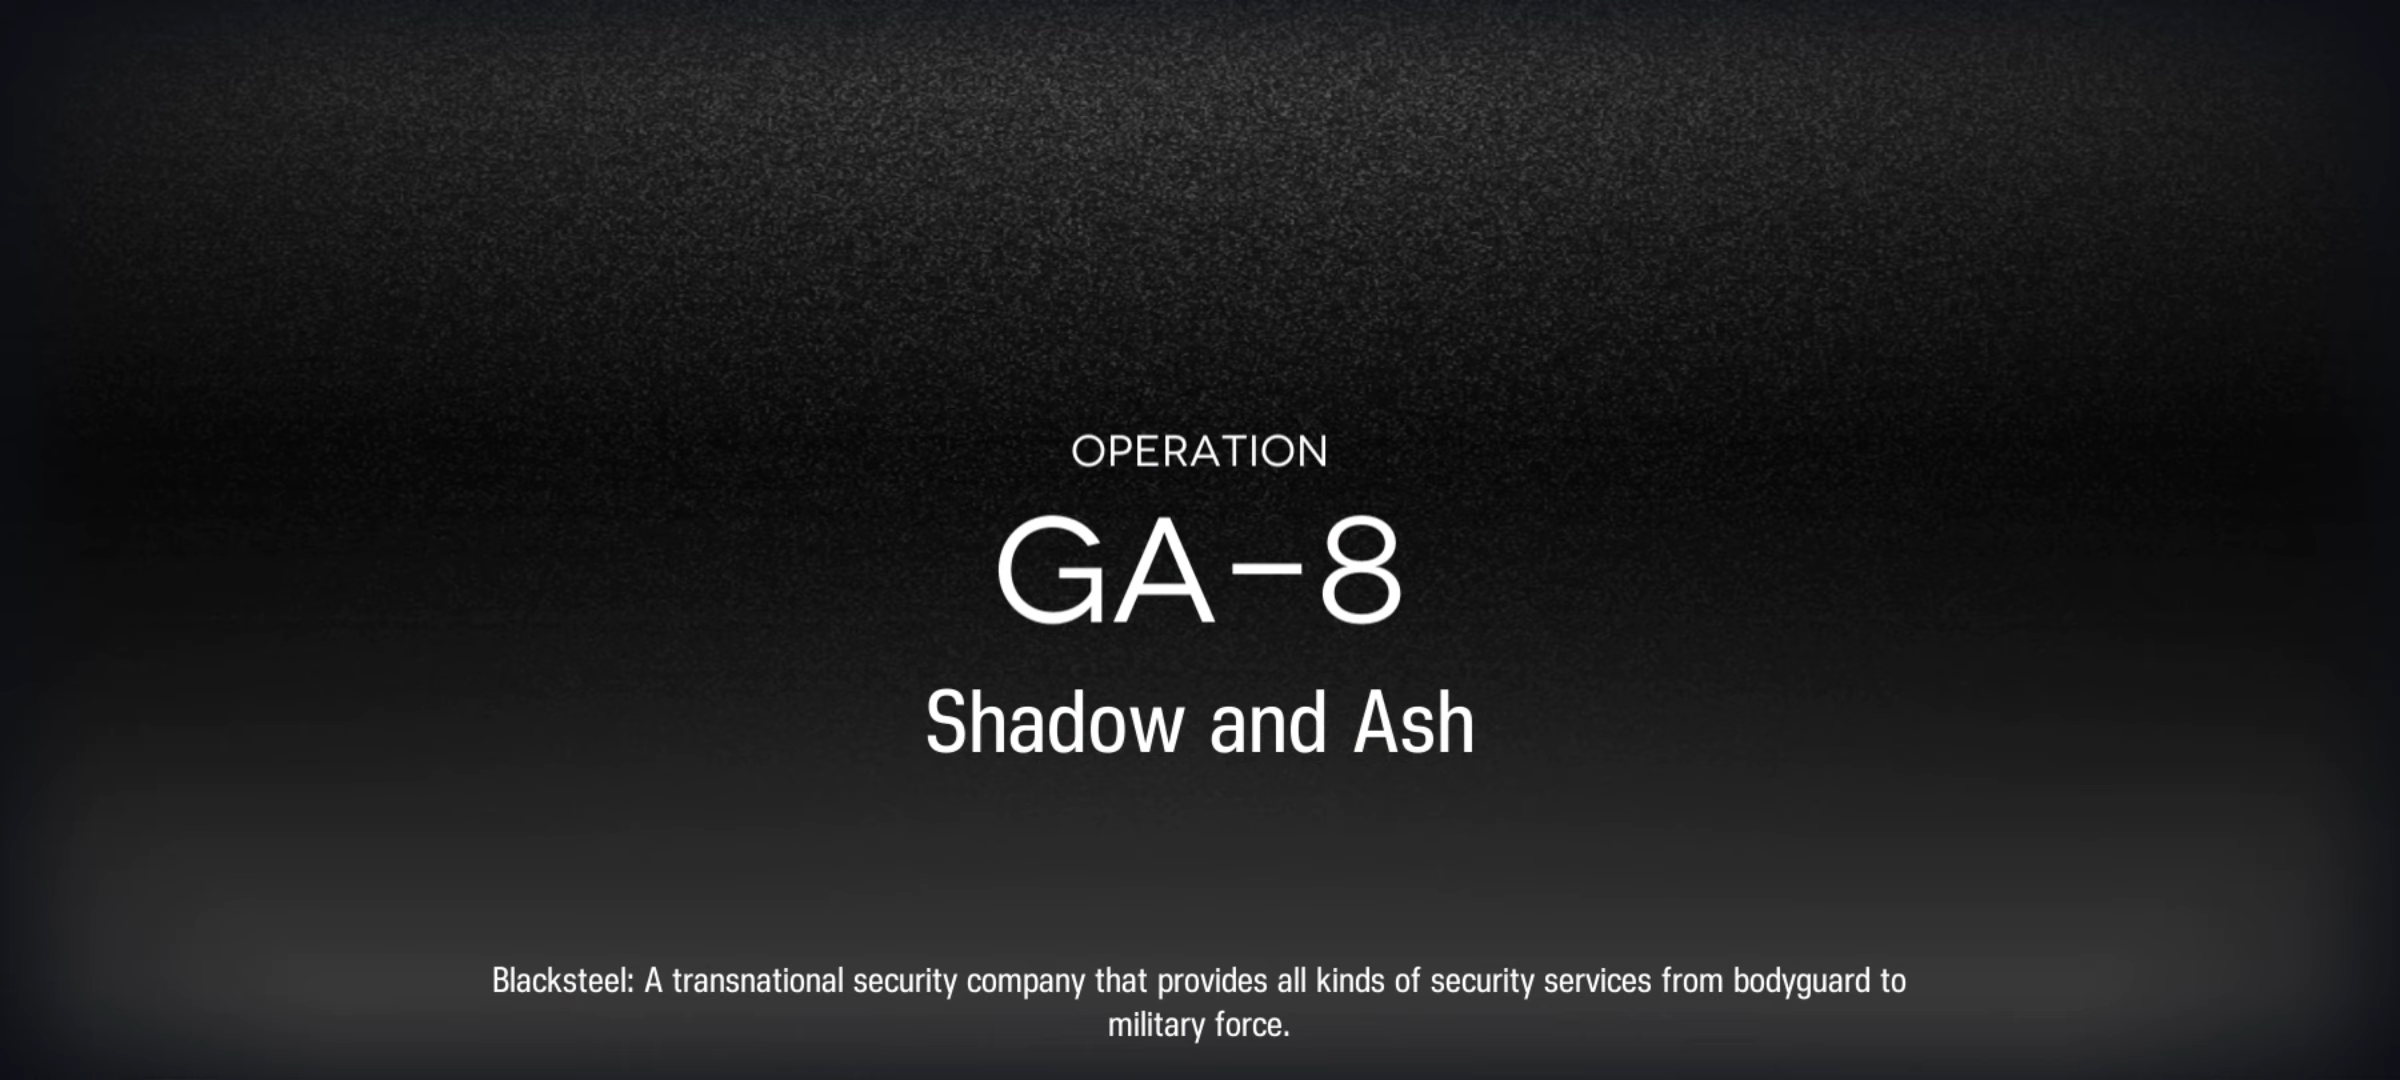 OPERATION
GA-8
Shadow and Ash
Blacksteel: A transnational security company that provides all kinds of security services from bodyguard to
military force.